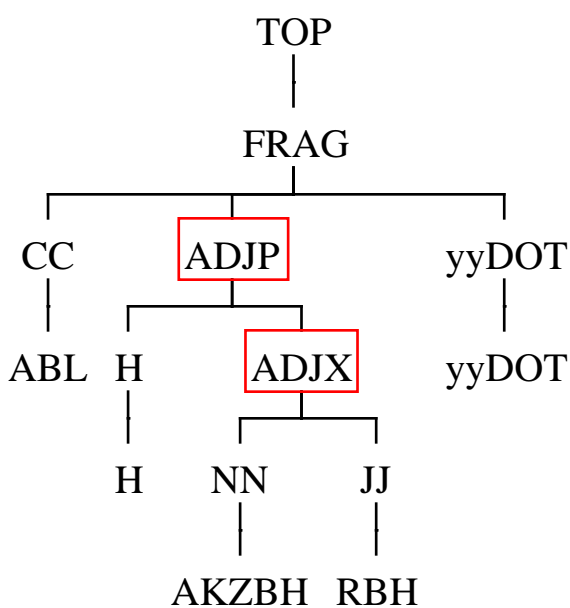 TOP
FRAG
CC ADJP yyDOT
ABL H ADJX yyDOT
H NN JJ
AKZBH RBH